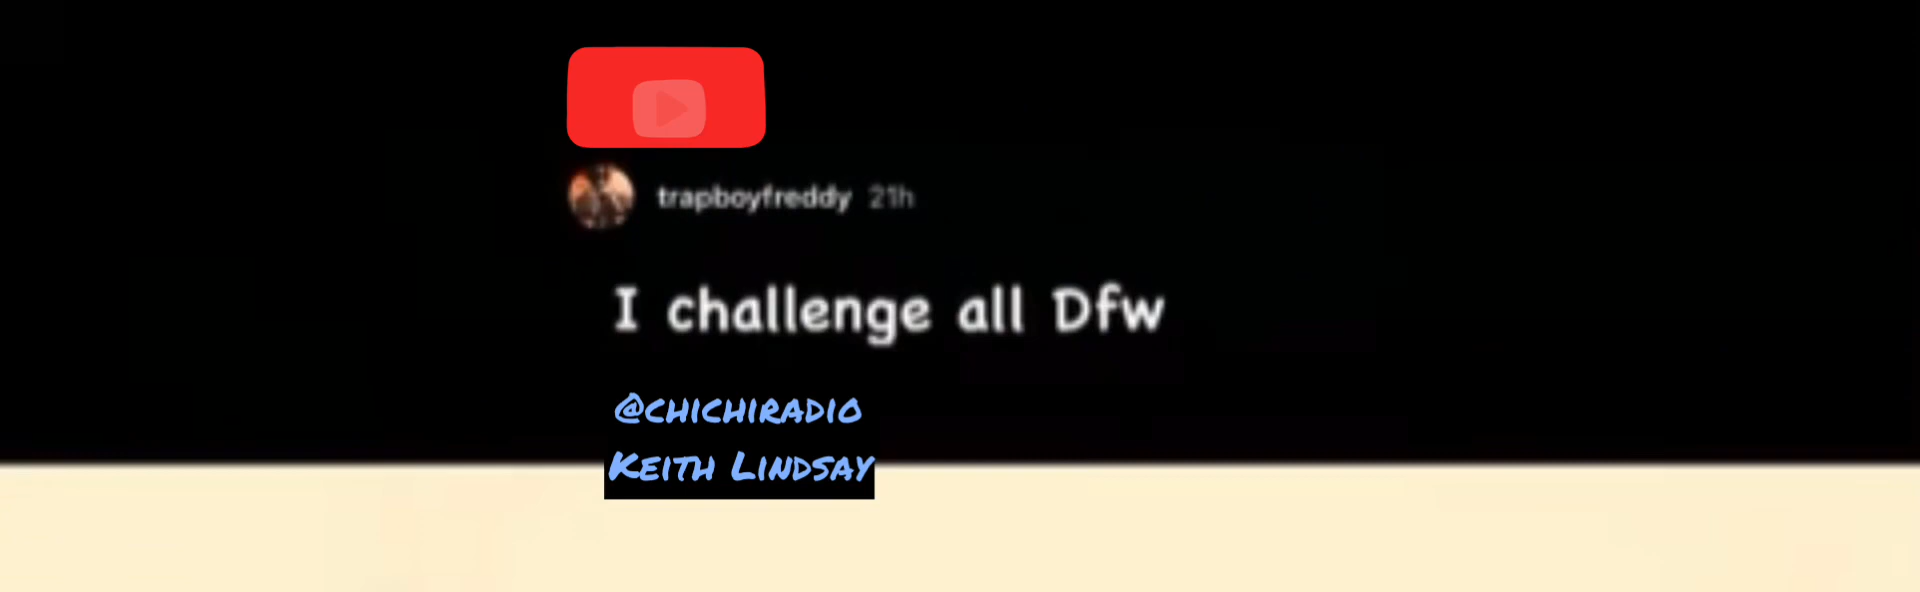 trapboyfreddy 21h
I challenge all Dfw
@CHICHIRADIO
KEITH LINDSAY